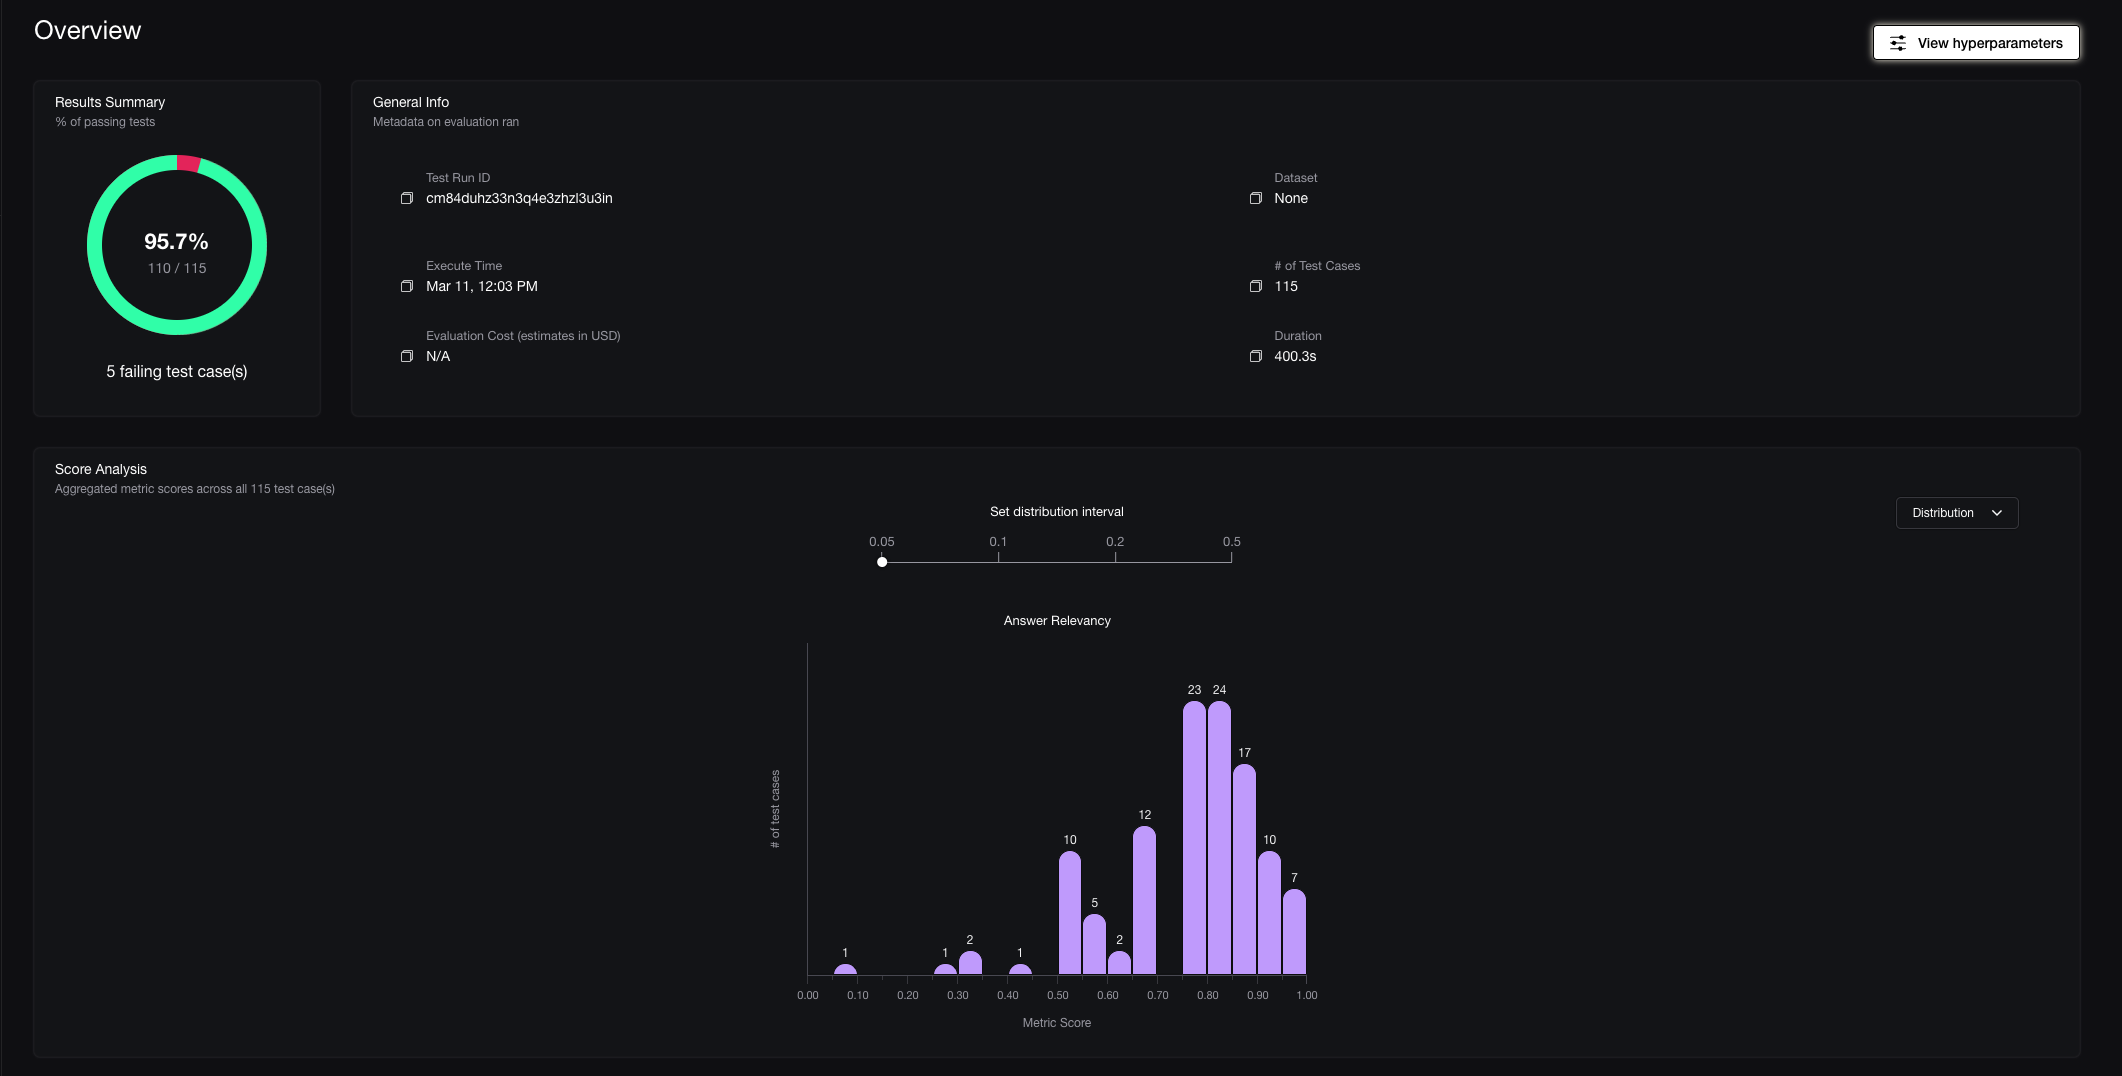 Overview
View hyperparameters
Results Summary
% of passing tests
95.7%
110 / 115
5 failing test case(s)
General Info
Metadata on evaluation ran
Test Run ID
cm84duhz33n3q4e3zhzl3u3in
Dataset
None
Execute Time
Mar 11, 12:03 PM
# of Test Cases
115
Evaluation Cost (estimates in USD)
N/A
Duration
400.3s
Score Analysis
Aggregated metric scores across all 115 test case(s)
Set distribution interval
Distribution
0.05 0.1 0.2 0.5
Answer Relevancy
# of test cases
1 1 2 1 10 5 2 12 23 24 17 10 7
0.00 0.10 0.20 0.30 0.40 0.50 0.60 0.70 0.80 0.90 1.00
Metric Score